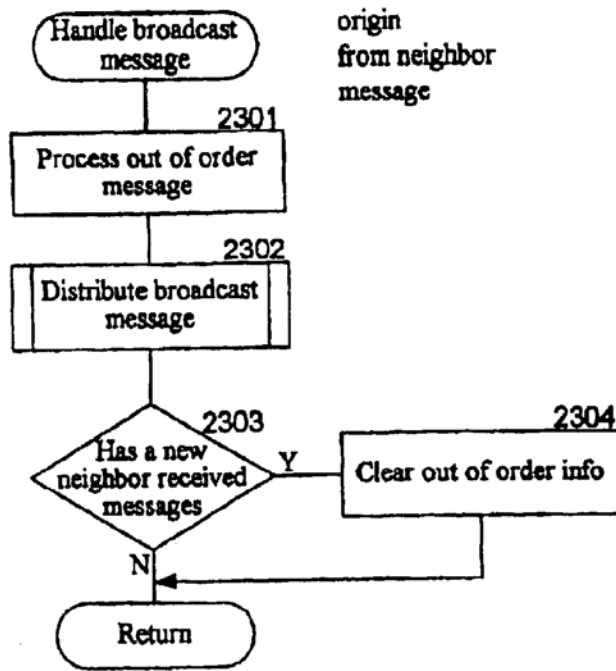 Handle broadcast
message
origin
from neighbor
message
2301
Process out of order
message
2302
Distribute broadcast
message
2303
Has a new
neighbor received
messages
Y
2304
Clear out of order info
N
Return